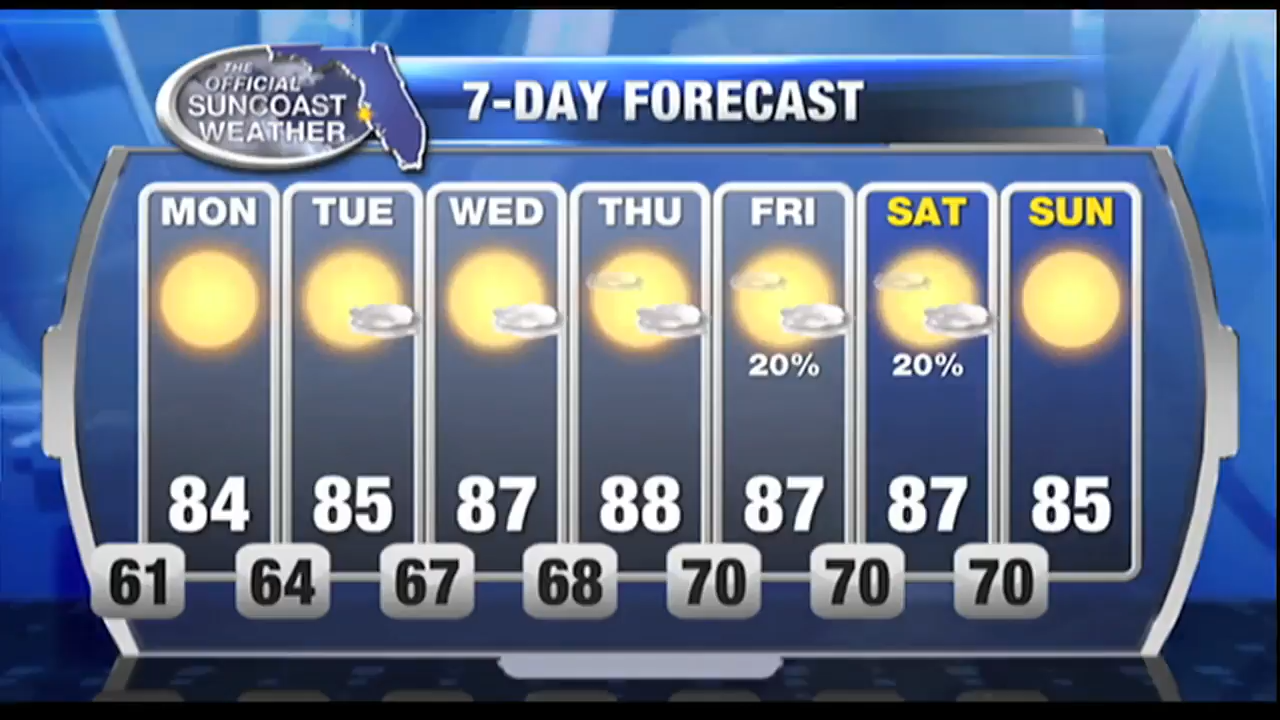 THE
OFFICIAL
SUNCOAST
WEATHER
7-DAY FORECAST
MON TUE WED THU FRI SAT SUN
20% 20%
84 85 87 88 87 87 85
61 64 67 68 70 70 70